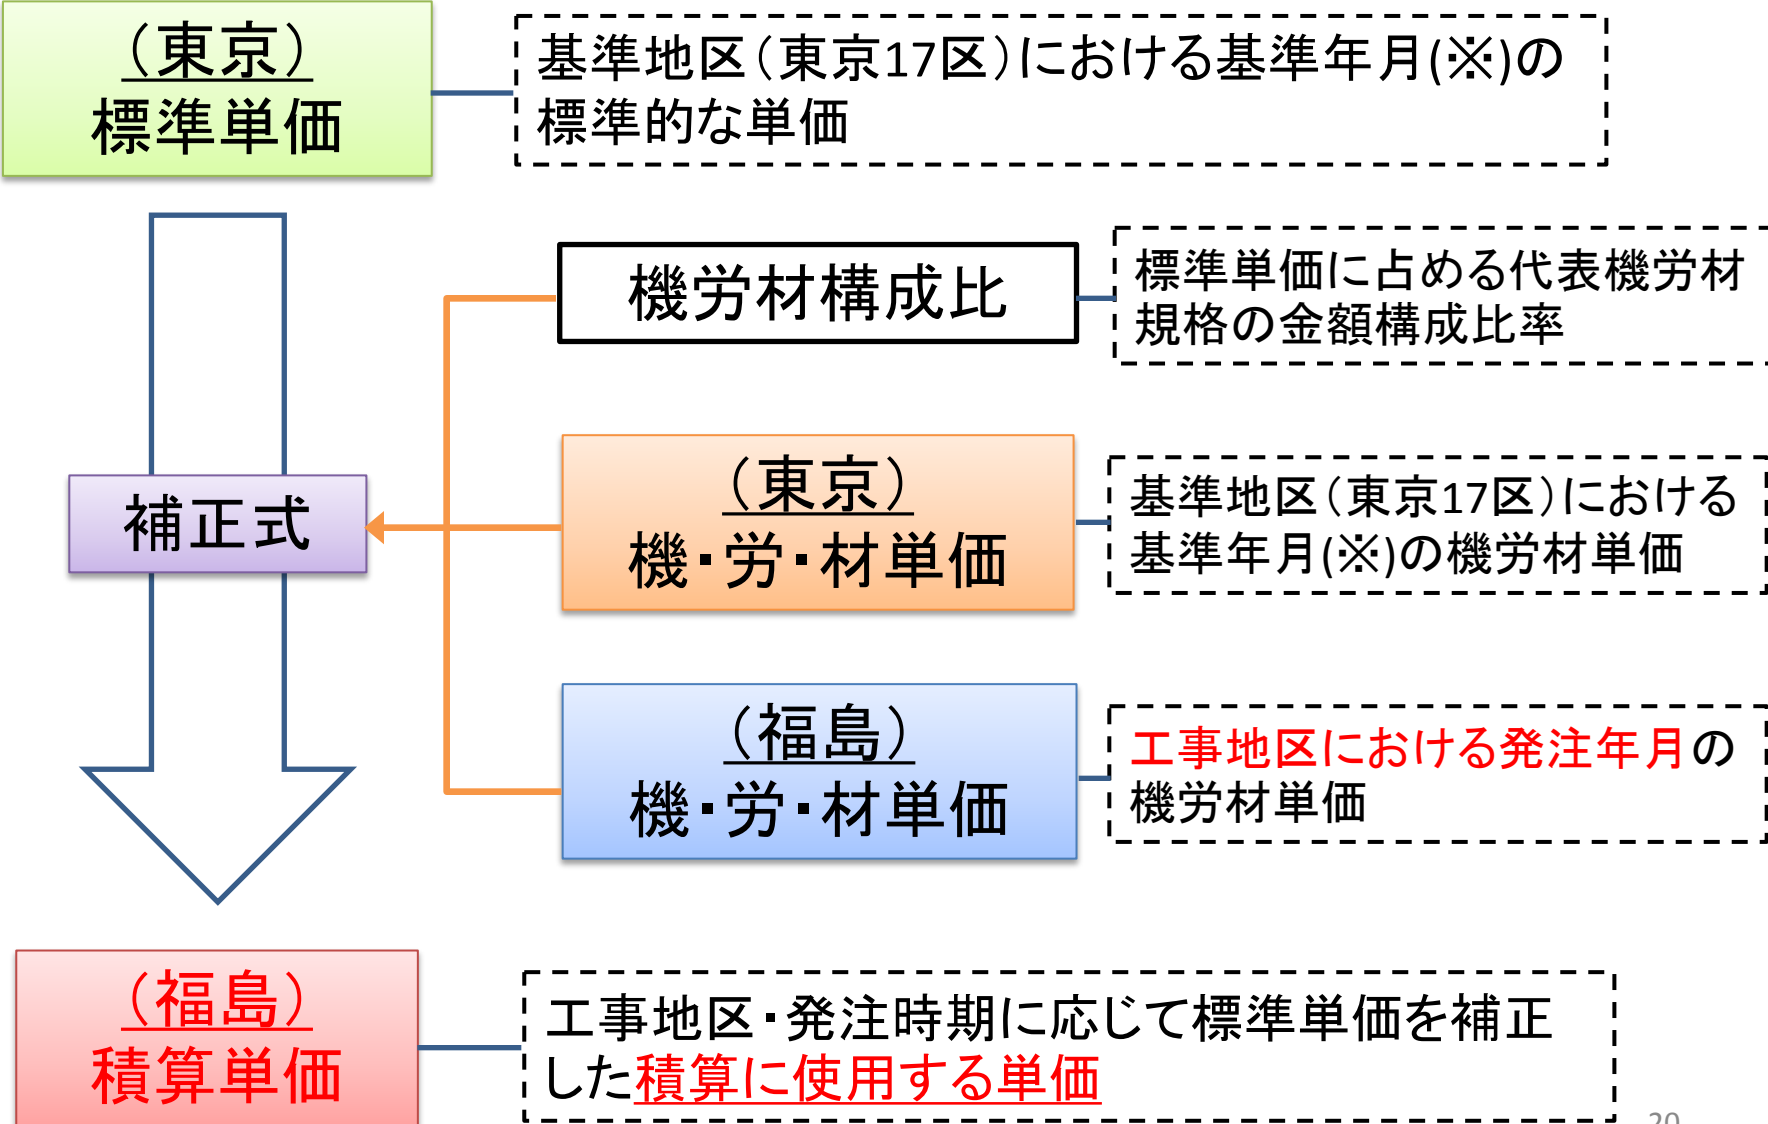 （東京）
標準単価
基準地区（東京17区）における基準年月(※)の
標準的な単価
機労材構成比
標準単価に占める代表機労材
規格の金額構成比率
補正式
（東京）
機・労・材単価
基準地区（東京17区）における
基準年月(※)の機労材単価
（福島）
機・労・材単価
工事地区における発注年月の
機労材単価
（福島）
積算単価
工事地区・発注時期に応じて標準単価を補正
した積算に使用する単価
20